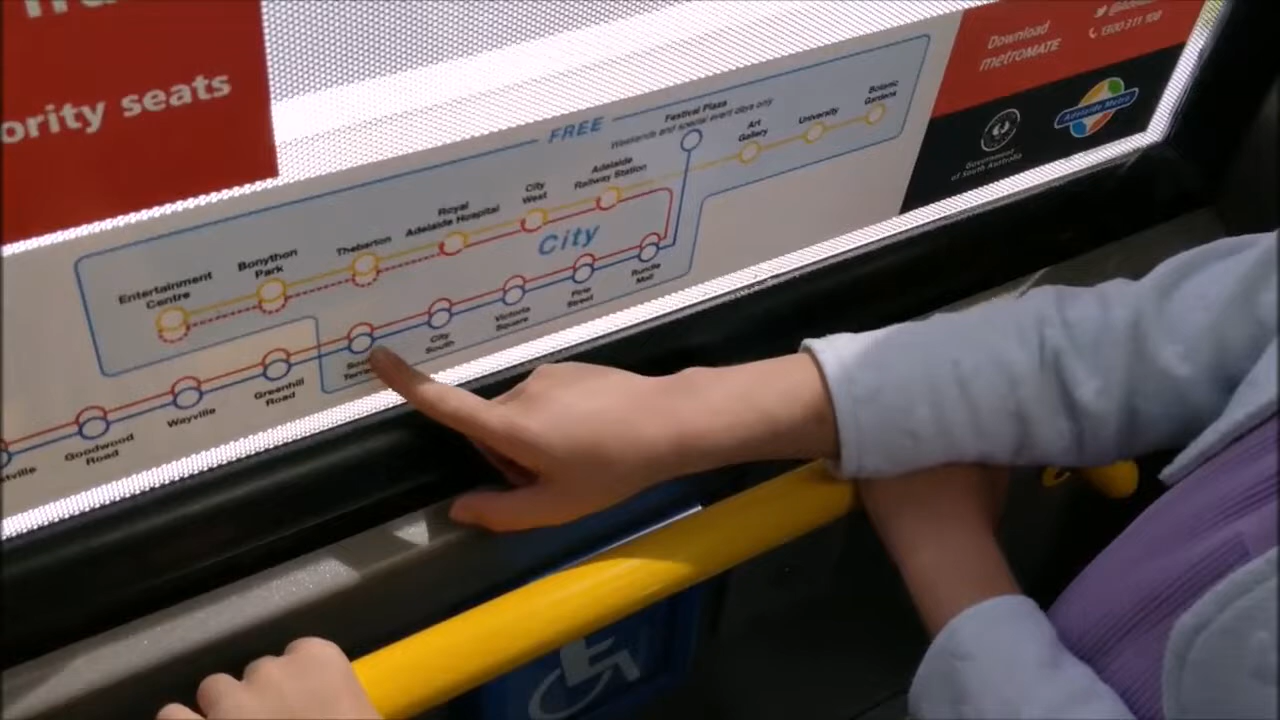 ority seats
Download
metroMATE
1300 311 108
Government
of South Australia
Adelaide Metro
FREE
Festival Plaza
Weekends and special event days only
Botanic
Gardens
University
Art
Gallery
Adelaide
Railway Station
City
West
Royal
Adelaide Hospital
Thebarton
Bonython
Park
Entertainment
Centre
City
Rundle
Mall
Pirie
Street
Victoria
Square
City
South
Greenhill
Road
Wayville
Goodwood
Road